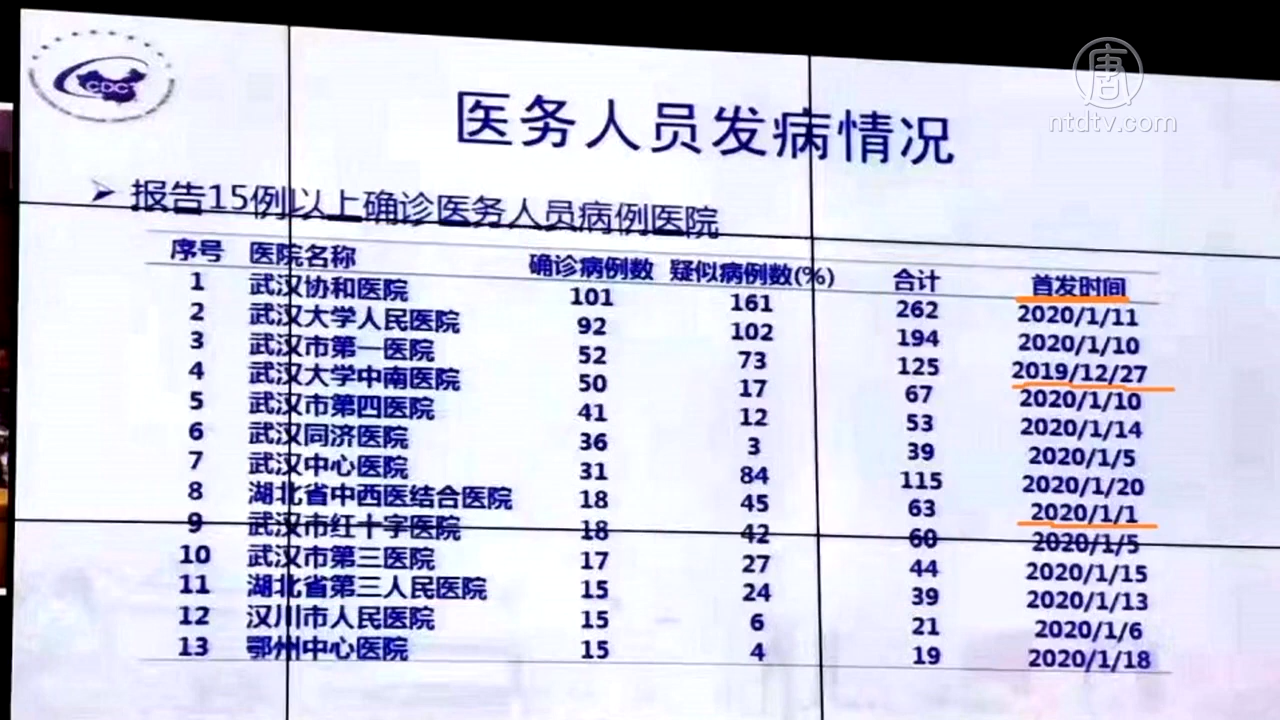 CDC
唐
ntdtv.com
医务人员发病情况
➢ 报告15例以上确诊医务人员病例医院
序号 医院名称 确诊病例数 疑似病例数(%) 合计 首发时间
1 武汉协和医院 101 161 262 2020/1/11
2 武汉大学人民医院 92 102 194 2020/1/10
3 武汉市第一医院 52 73 125 2019/12/27
4 武汉大学中南医院 50 17 67 2020/1/10
5 武汉市第四医院 41 12 53 2020/1/14
6 武汉同济医院 36 3 39 2020/1/5
7 武汉中心医院 31 84 115 2020/1/20
8 湖北省中西医结合医院 18 45 63 2020/1/1
9 武汉市红十字医院 18 42 60 2020/1/5
10 武汉市第三医院 17 27 44 2020/1/15
11 湖北省第三人民医院 15 24 39 2020/1/13
12 汉川市人民医院 15 6 21 2020/1/6
13 鄂州中心医院 15 4 19 2020/1/18